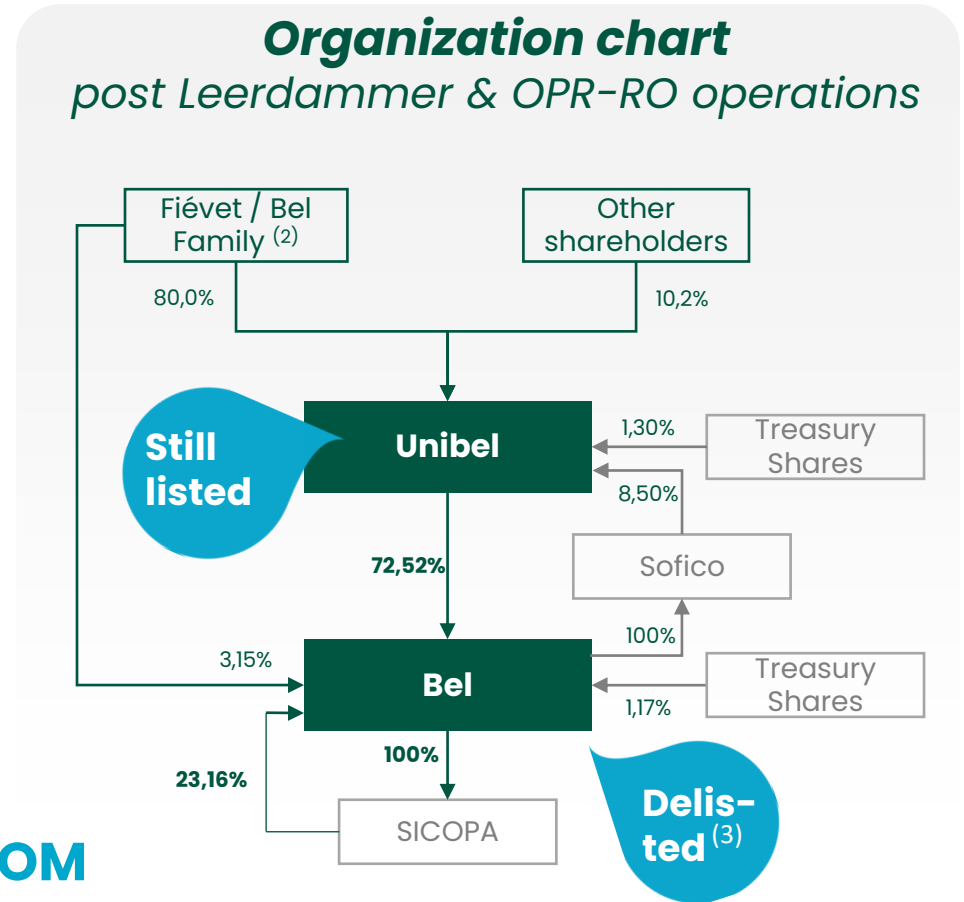 Organization chart
post Leerdammer & OPR-RO operations
Fiévet / Bel
Family (2)
Other
shareholders
80,0%
10,2%
Still
listed
Unibel
1,30%
Treasury
Shares
8,50%
72,52%
Sofico
100%
3,15%
Bel
Treasury
Shares
1,17%
100%
23,16%
SICOPA
Delis-
ted (3)
OM